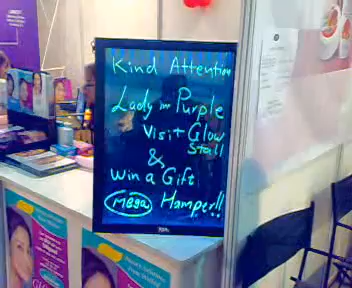 Kind Attention
Lady in Purple
Visit Glow
Stall
&
Win a Gift
Mega Hamper!!